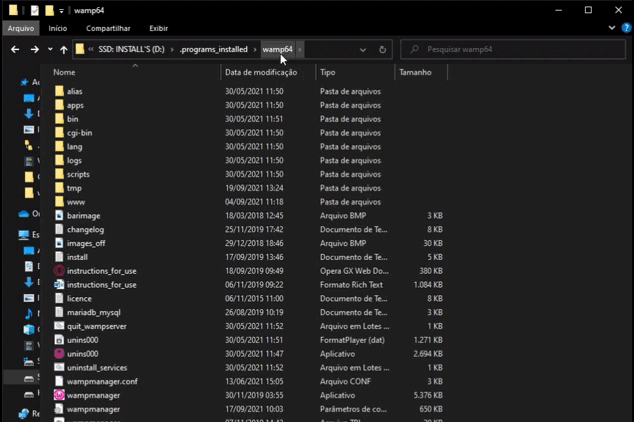 wamp64
Arquivo Início Compartilhar Exibir
« SSD: INSTALL'S (D:) › .programs_installed › wamp64 ›
Pesquisar wamp64
Nome Data de modificação Tipo Tamanho
alias 30/05/2021 11:50 Pasta de arquivos
apps 30/05/2021 11:50 Pasta de arquivos
bin 30/05/2021 11:51 Pasta de arquivos
cgi-bin 30/05/2021 11:50 Pasta de arquivos
lang 30/05/2021 11:50 Pasta de arquivos
logs 30/05/2021 11:50 Pasta de arquivos
scripts 30/05/2021 11:50 Pasta de arquivos
tmp 19/09/2021 13:24 Pasta de arquivos
www 04/09/2021 11:18 Pasta de arquivos
barimage 18/03/2018 12:45 Arquivo BMP 3 KB
changelog 25/11/2019 17:42 Documento de Te... 8 KB
images_off 29/12/2018 18:46 Arquivo BMP 30 KB
install 17/09/2019 13:46 Documento de Te... 5 KB
instructions_for_use 18/09/2019 09:49 Opera GX Web Do... 380 KB
instructions_for_use 06/11/2019 09:22 Formato Rich Text 1.084 KB
licence 06/11/2015 11:00 Documento de Te... 8 KB
mariadb_mysql 26/08/2019 10:19 Documento de Te... 3 KB
quit_wampserver 30/05/2021 11:52 Arquivo em Lotes ... 1 KB
unins000 30/05/2021 11:51 FormatPlayer (dat) 1.271 KB
unins000 30/05/2021 11:47 Aplicativo 2.694 KB
uninstall_services 30/05/2021 11:52 Arquivo em Lotes ... 1 KB
wampmanager.conf 13/06/2021 15:05 Arquivo CONF 3 KB
wampmanager 30/11/2019 03:55 Aplicativo 5.376 KB
wampmanager 17/09/2021 10:03 Parâmetros de co... 650 KB